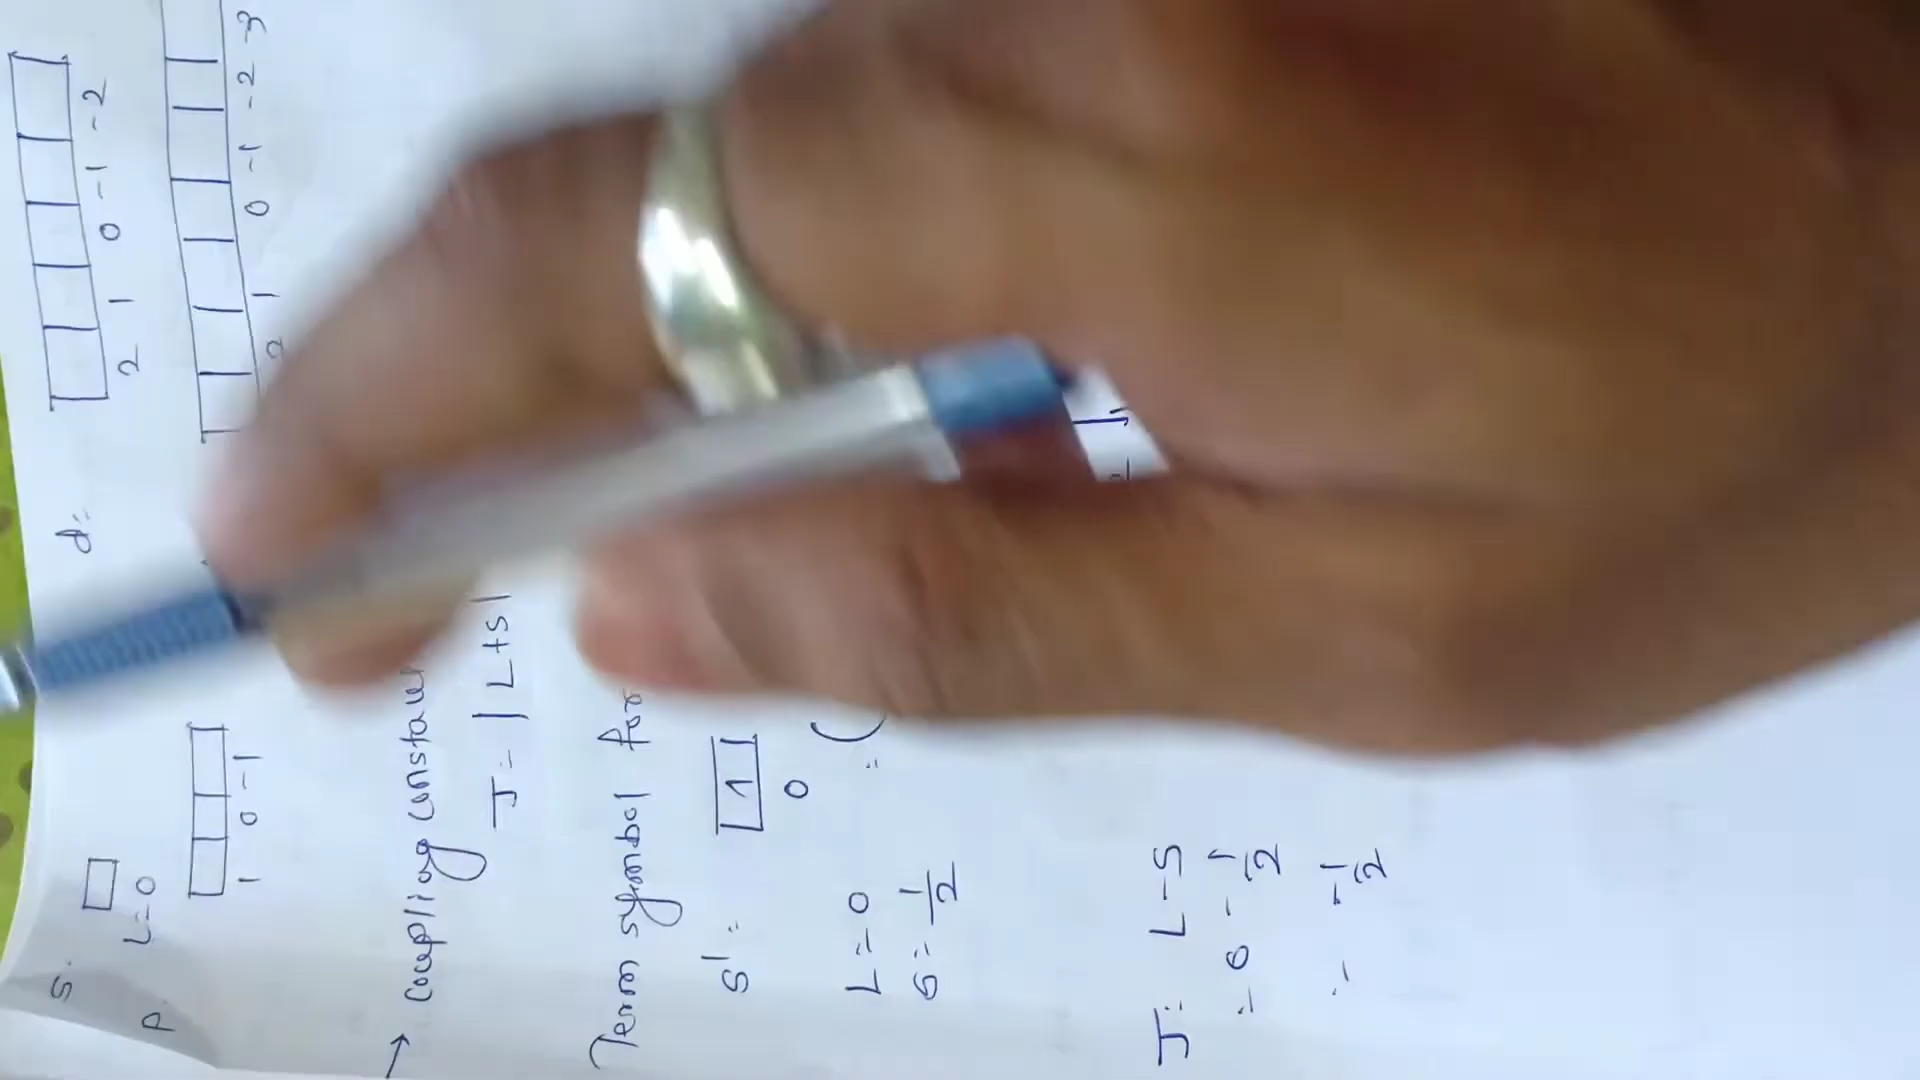 S. d:
L=0 2 1 0 -1 -2
P
1 0 -1 2 1 0 -1 -2 3
→ Coupling constan
J = | L+S |
Term symbol for
S¹ = 1
0
L = 0 = (
S = 1/2
J: L - S
= 0 - 1/2
= -1/2